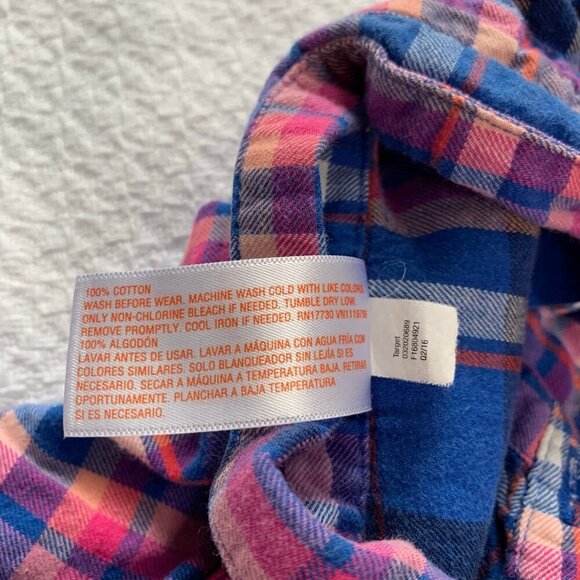 100% COTTON
WASH BEFORE WEAR. MACHINE WASH COLD WITH LIKE COLORS.
ONLY NON-CHLORINE BLEACH IF NEEDED. TUMBLE DRY LOW.
REMOVE PROMPTLY. COOL IRON IF NEEDED. RN17730
100% ALGODÓN
LAVAR ANTES DE USAR. LAVAR A MÁQUINA CON AGUA FRÍA CON
COLORES SIMILARES. SOLO BLANQUEADOR SIN LEJÍA SI ES
NECESARIO. SECAR A MÁQUINA A TEMPERATURA BAJA. RETIRAR
OPORTUNAMENTE. PLANCHAR A BAJA TEMPERATURA
SI ES NECESARIO.
Target
032020689
F16804921
02/16